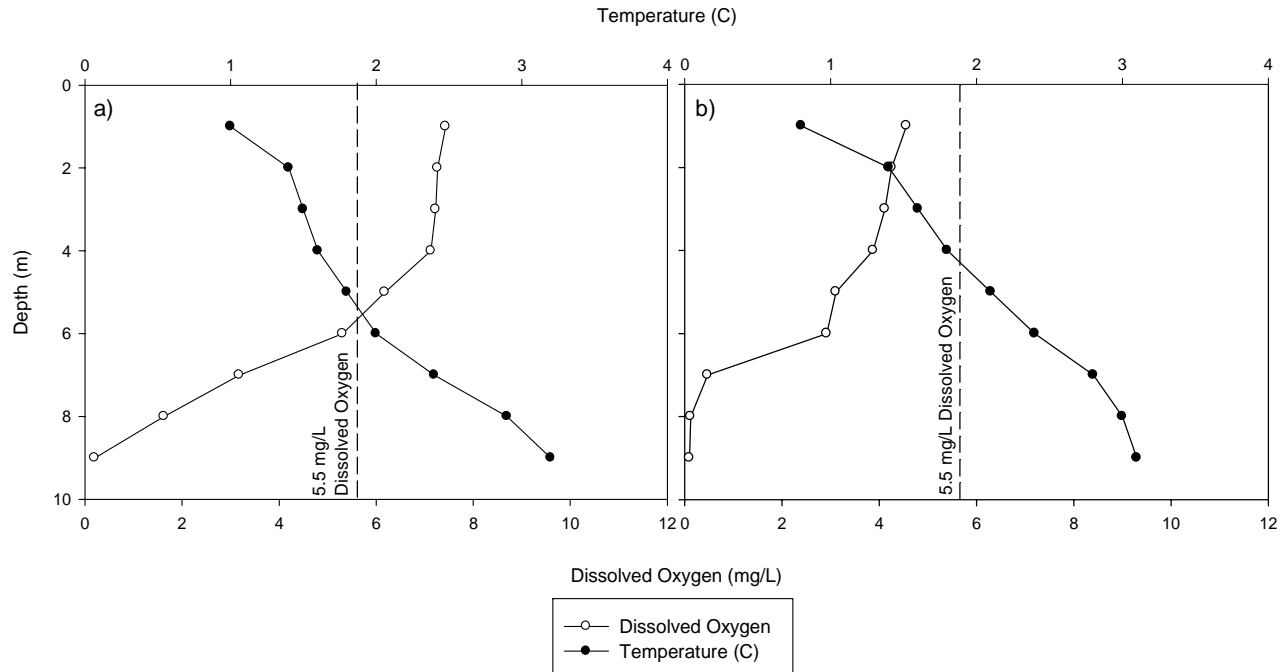 Temperature (C)
0 1 2 3 4 0 1 2 3 4
a) b)
Depth (m)
0
2
4
6
8
10
5.5 mg/L
Dissolved Oxygen
5.5 mg/L Dissolved Oxygen
0 2 4 6 8 10 12 0 2 4 6 8 10 12
Dissolved Oxygen (mg/L)
Dissolved Oxygen
Temperature (C)